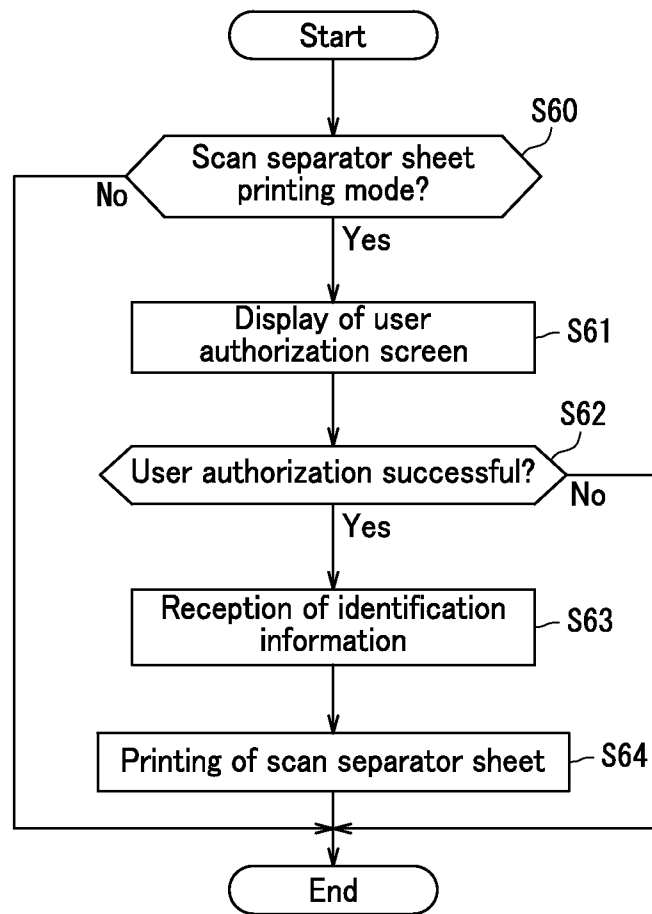 Start
S60
Scan separator sheet
printing mode?
No
Yes
Display of user
authorization screen
S61
S62
User authorization successful?
No
Yes
Reception of identification
information
S63
Printing of scan separator sheet
S64
End